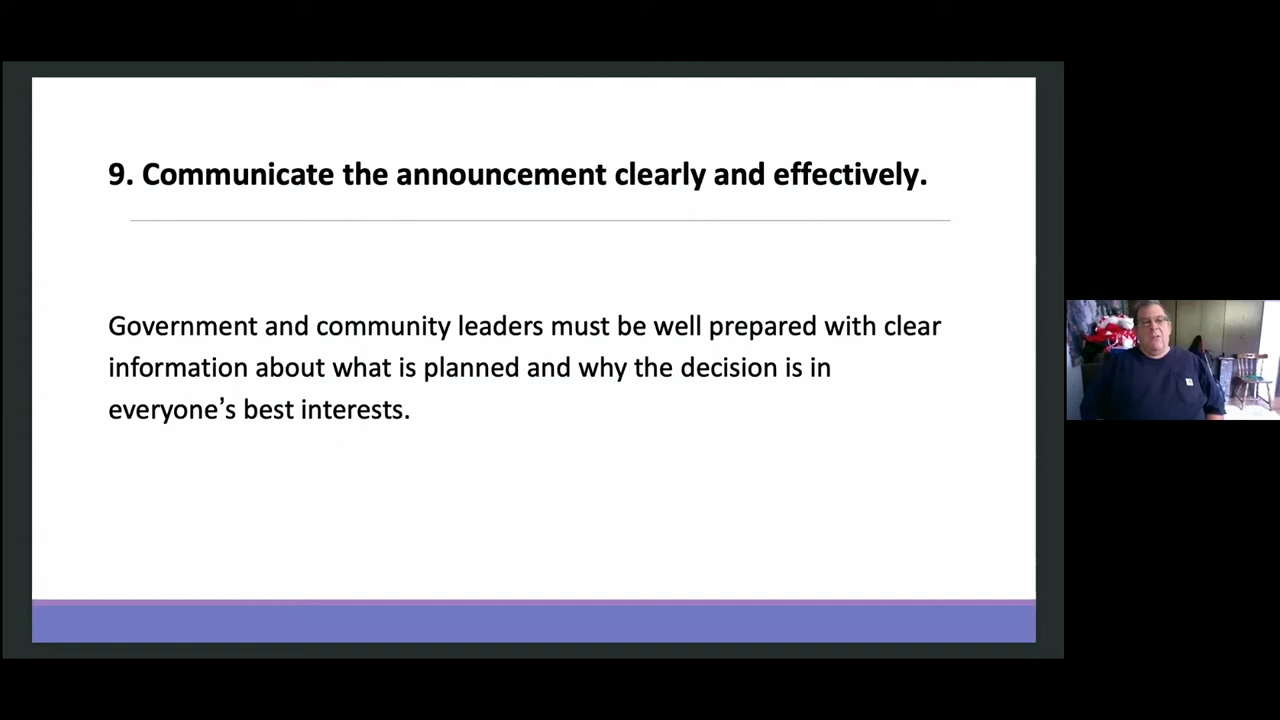 9. Communicate the announcement clearly and effectively.
Government and community leaders must be well prepared with clear
information about what is planned and why the decision is in
everyone’s best interests.